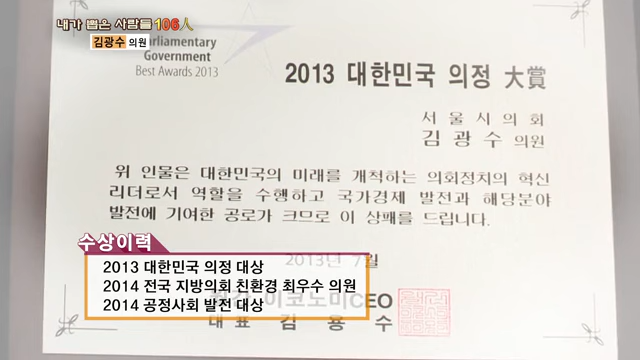 내가 뽑은 사람들 106人
김광수 의원
Parliamentary
Government
Best Awards 2013
2013 대한민국 의정 大賞
서울시의회
김광수 의원
위 인물은 대한민국의 미래를 개척하는 의회정치의 혁신
리더로서 역할을 수행하고 국가경제 발전과 해당분야
발전에 기여한 공로가 크므로 이 상패를 드립니다.
2013년 7월
수상이력
2013 대한민국 의정 대상
2014 전국 지방의회 친환경 최우수 의원
2014 공정사회 발전 대상
이코노미CEO
대표 김용수